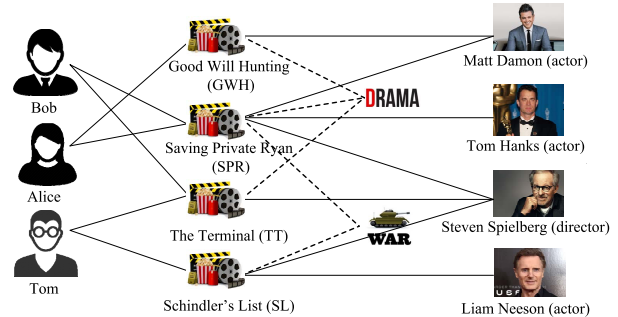 Bob
Alice
Tom
Good Will Hunting
(GWH)
Saving Private Ryan
(SPR)
The Terminal (TT)
Schindler's List (SL)
DRAMA
WAR
Matt Damon (actor)
Tom Hanks (actor)
Steven Spielberg (director)
Liam Neeson (actor)
USF